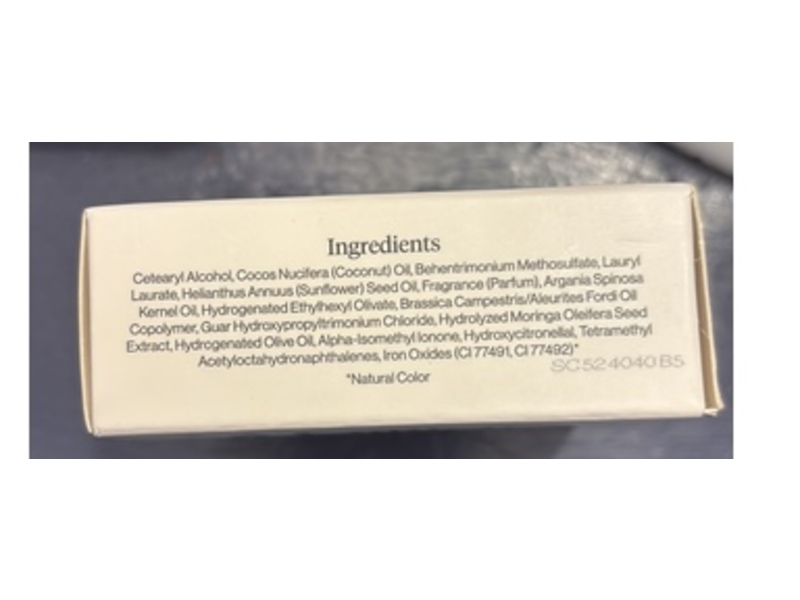 Ingredients
Cetearyl Alcohol, Cocos Nucifera (Coconut) Oil, Behentrimonium Methosulfate, Lauryl
Laurate, Helianthus Annuus (Sunflower) Seed Oil, Fragrance (Parfum), Argania Spinosa
Kernel Oil, Hydrogenated Ethylhexyl Olivate, Brassica Campestris/Aleurites Fordi Oil
Copolymer, Guar Hydroxypropyltrimonium Chloride, Hydrolyzed Moringa Oleifera Seed
Extract, Hydrogenated Olive Oil, Alpha-Isomethyl Ionone, Hydroxycitronellal, Tetramethyl
Acetyloctahydronaphthalenes, Iron Oxides (CI 77491, CI 77492)*
SC524040B5
*Natural Color